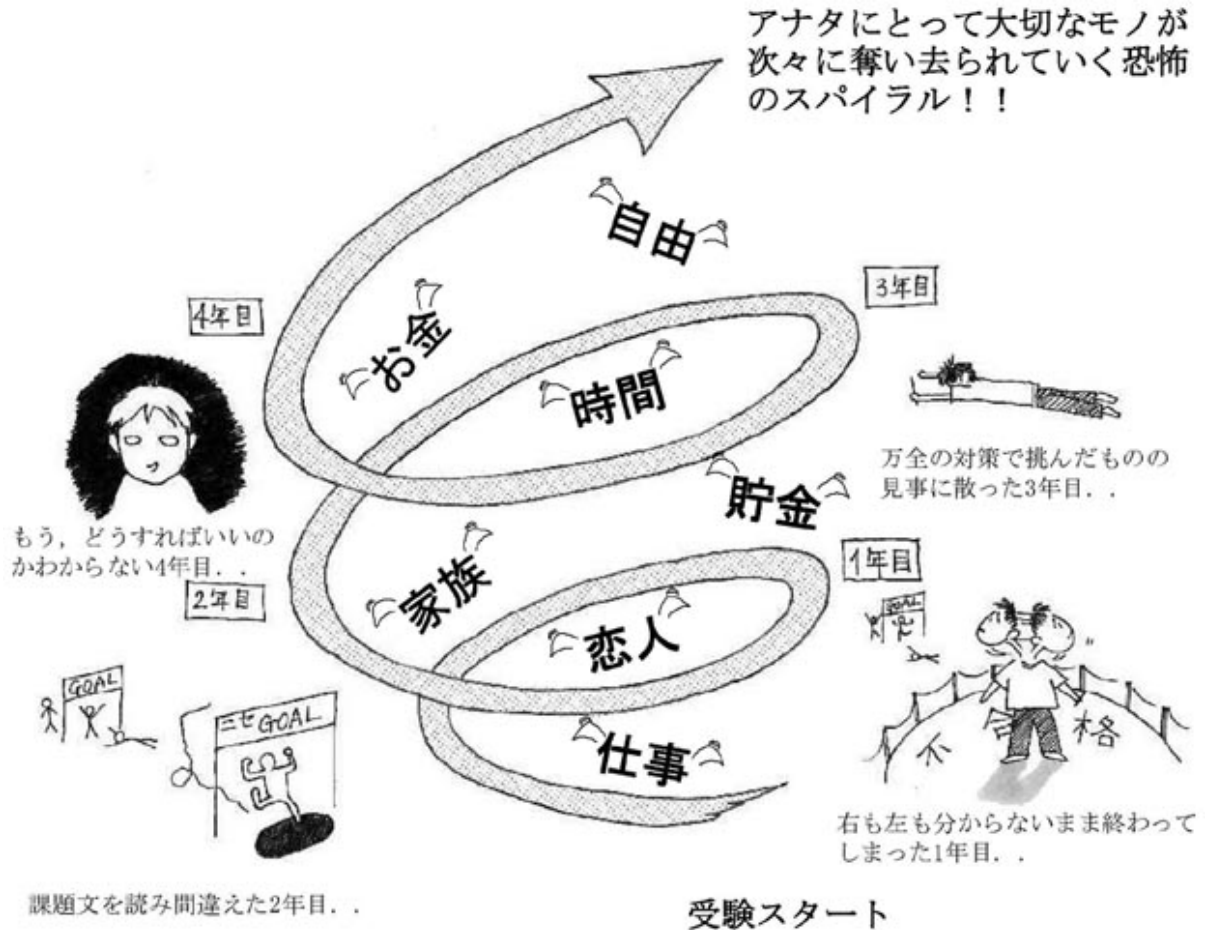 アナタにとって大切なモノが
次々に奪い去られていく恐怖
のスパイラル！！
自由
3年目
4年目
お金
時間
万全の対策で挑んだものの
見事に散った3年目．．
貯金
もう，どうすればいいの
かわからない4年目．．
1年目
家族
2年目
恋人
GOAL
不合格
GOAL
ニセGOAL
仕事
右も左も分からないまま終わって
しまった1年目．．
課題文を読み間違えた2年目．．
受験スタート